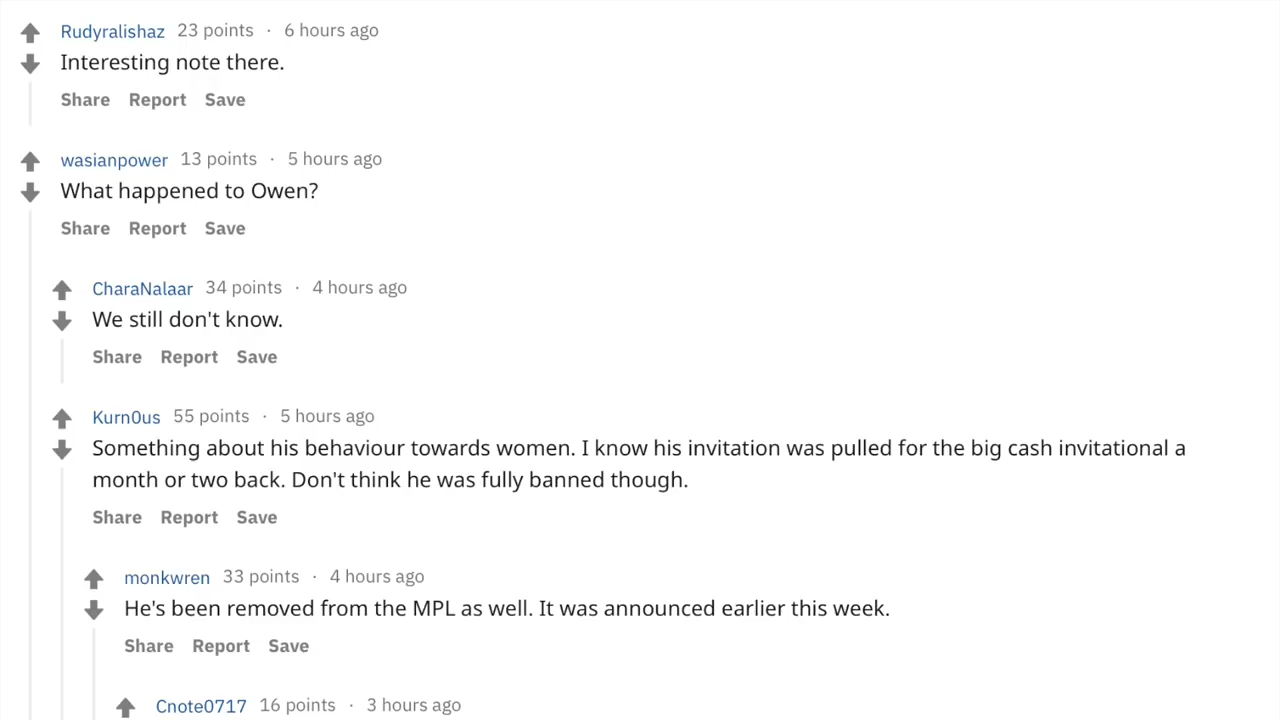 Rudyralishaz 23 points · 6 hours ago
Interesting note there.
Share Report Save
wasianpower 13 points · 5 hours ago
What happened to Owen?
Share Report Save
CharaNalaar 34 points · 4 hours ago
We still don't know.
Share Report Save
Kurn0us 55 points · 5 hours ago
Something about his behaviour towards women. I know his invitation was pulled for the big cash invitational a
month or two back. Don't think he was fully banned though.
Share Report Save
monkwren 33 points · 4 hours ago
He's been removed from the MPL as well. It was announced earlier this week.
Share Report Save
Cnote0717 16 points · 3 hours ago